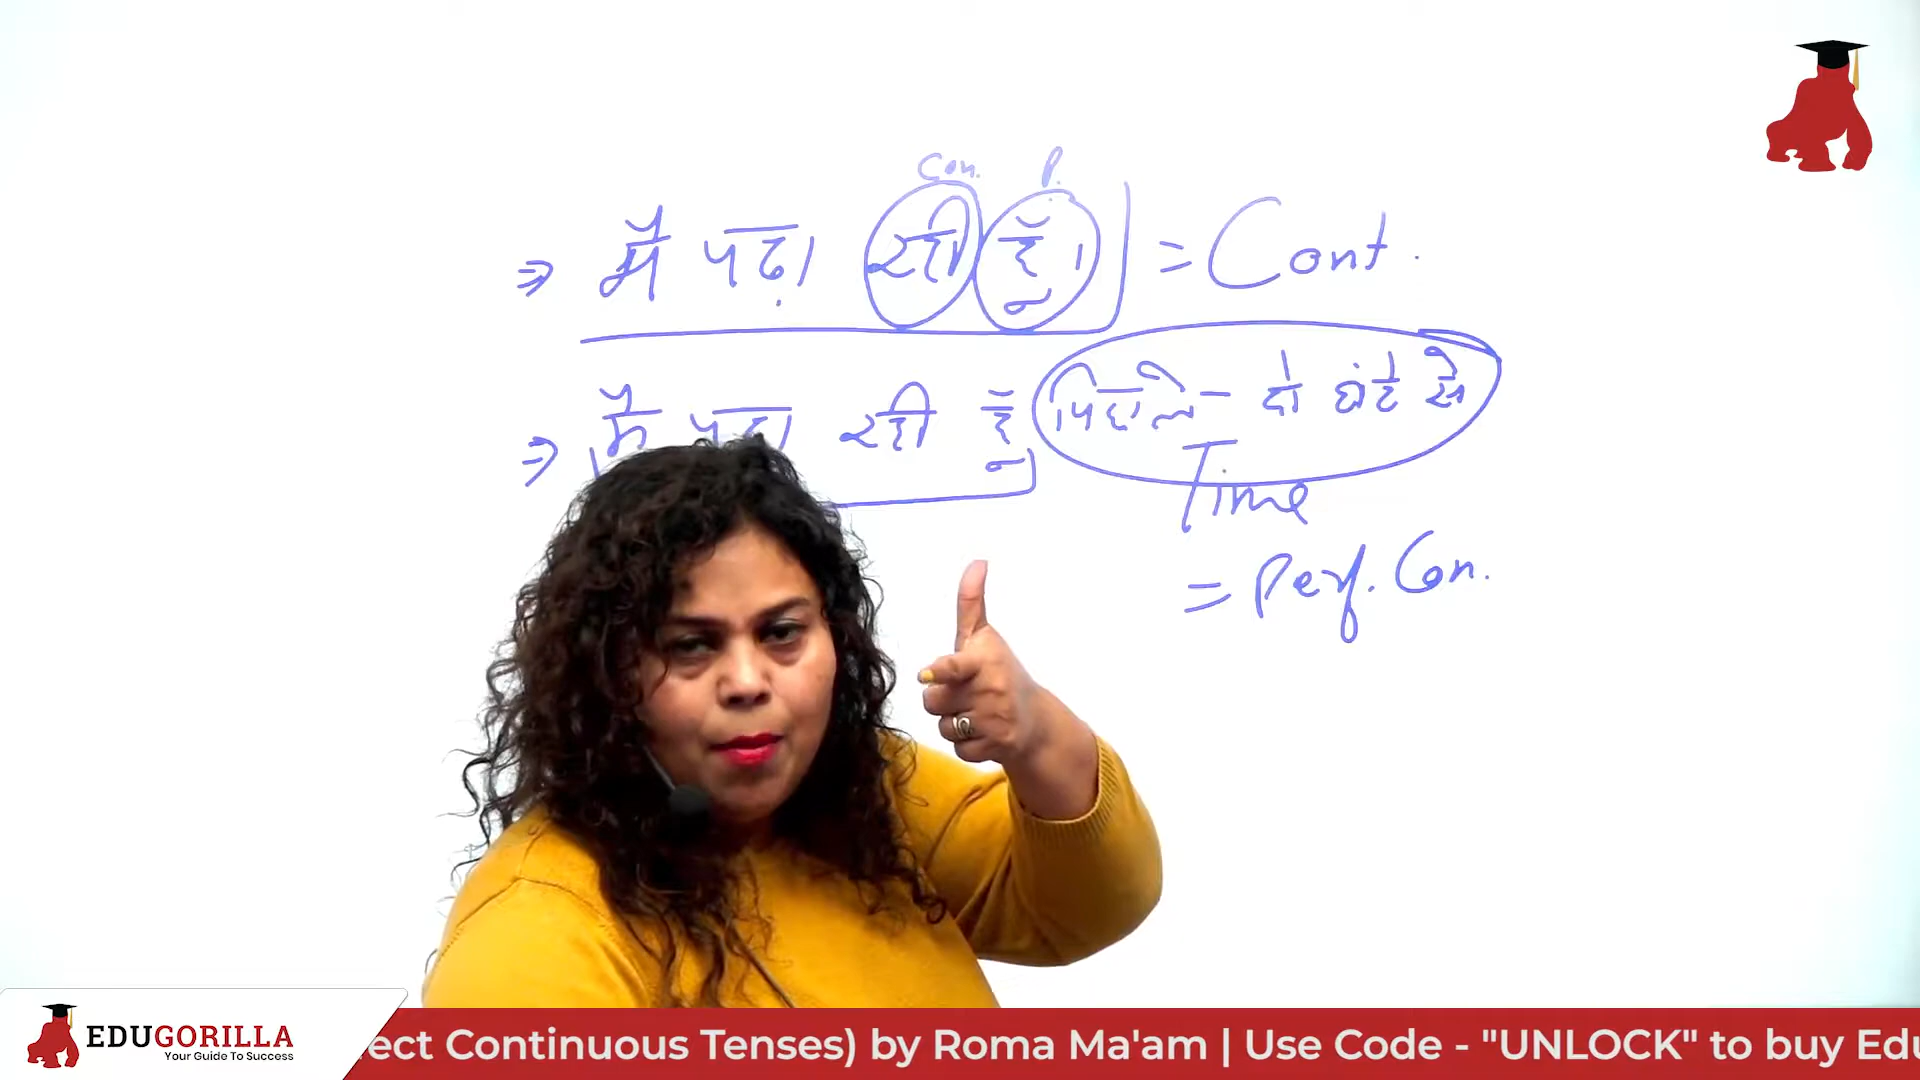 Con. P.
⇒ मैं पढ़ा रही हूँ। = Cont.
⇒ मैं पढ़ा रही हूँ पिछले - दो घंटे से
Time
= Perf. Con.
EDUGORILLA
Your Guide To Success
ect Continuous Tenses) by Roma Ma'am | Use Code - "UNLOCK" to buy Edu